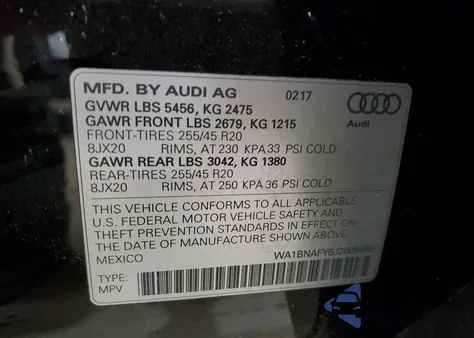 MFD. BY AUDI AG 02 17
GVWR LBS 5456, KG 2475
GAWR FRONT LBS 2679, KG 1215
FRONT-TIRES 255/45 R20
8JX20 RIMS, AT 230 KPA 33 PSI COLD
GAWR REAR LBS 3042, KG 1380
REAR-TIRES 255/45 R20
8JX20 RIMS, AT 250 KPA 36 PSI COLD
Audi
THIS VEHICLE CONFORMS TO ALL APPLICABLE
U.S. FEDERAL MOTOR VEHICLE SAFETY AND
THEFT PREVENTION STANDARDS IN EFFECT ON
THE DATE OF MANUFACTURE SHOWN ABOVE.
MEXICO
TYPE:
MPV